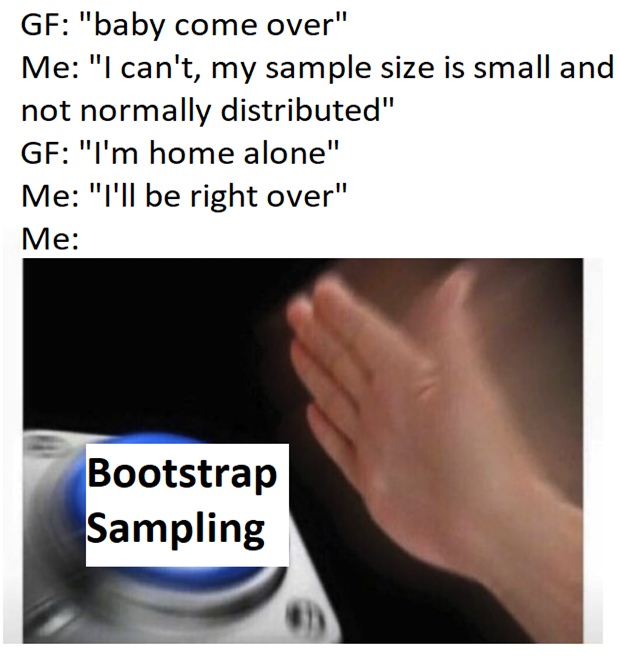 GF: "baby come over"
Me: "I can't, my sample size is small and
not normally distributed"
GF: "I'm home alone"
Me: "I'll be right over"
Me:
Bootstrap
Sampling